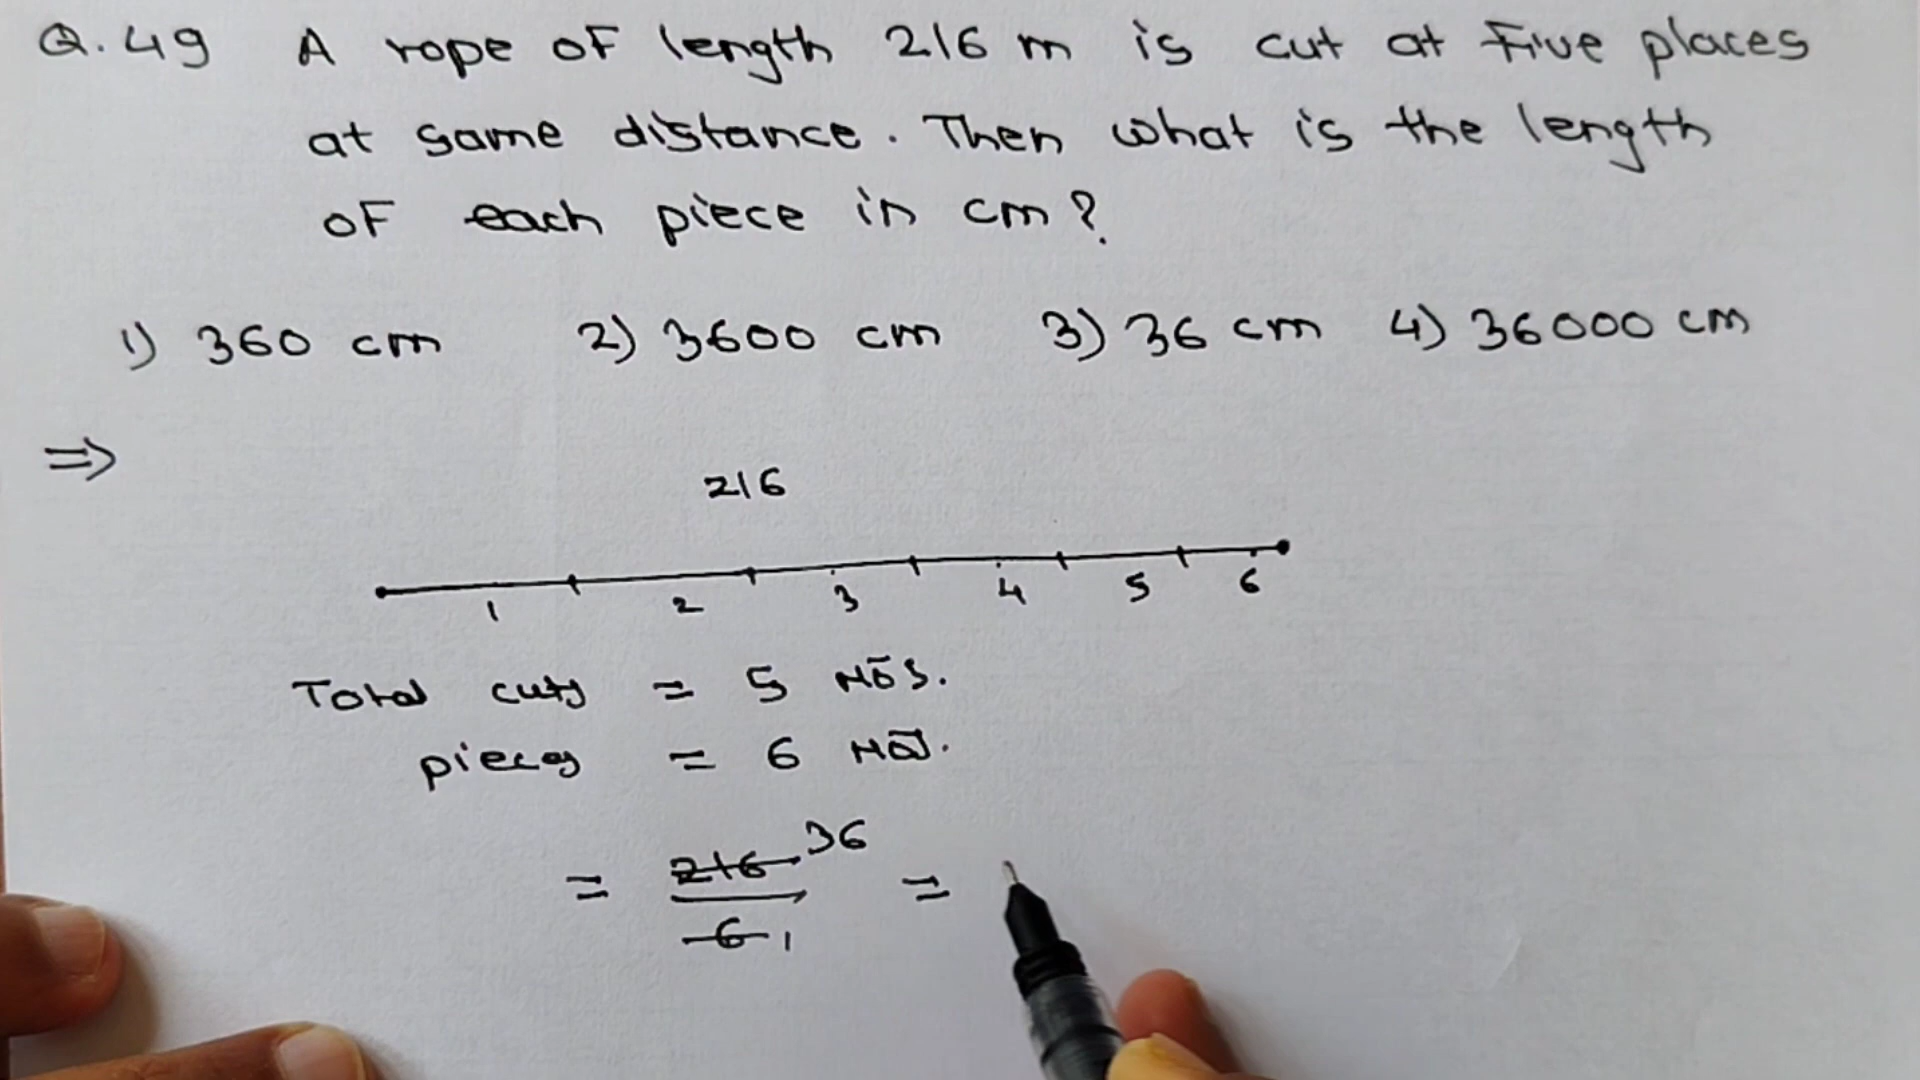 Q. 49 A rope of length 216 m is cut at Five places
at same distance. Then what is the length
of each piece in cm?
1) 360 cm 2) 3600 cm 3) 36 cm 4) 36000 cm
⇒
216
1 2 3 4 5 6
Total cuts = 5 Nos.
pieces = 6 Nos.
= 216 36 =
6 1